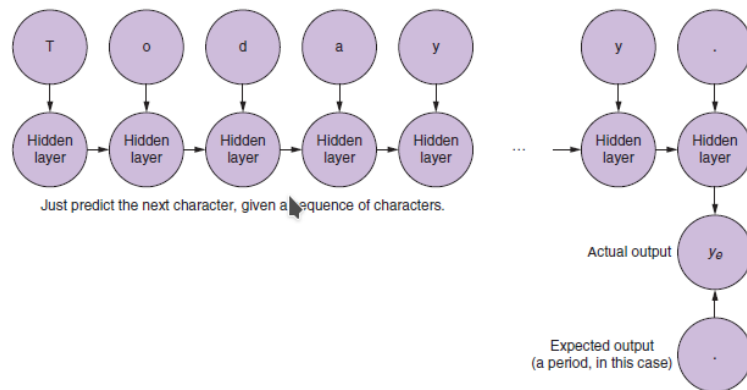 T o d a y y .
Hidden layer Hidden layer Hidden layer Hidden layer Hidden layer ... Hidden layer Hidden layer
Just predict the next character, given a sequence of characters.
Actual output yθ
Expected output
(a period, in this case) .